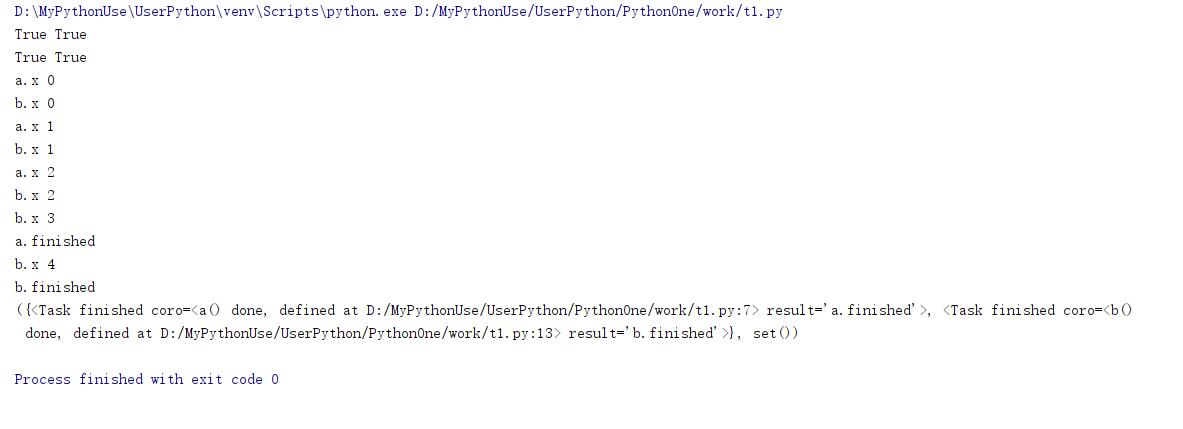 D:\MyPythonUse\UserPython\venv\Scripts\python.exe D:/MyPythonUse/UserPython/PythonOne/work/t1.py
True True
True True
a.x 0
b.x 0
a.x 1
b.x 1
a.x 2
b.x 2
b.x 3
a.finished
b.x 4
b.finished
({<Task finished coro=<a() done, defined at D:/MyPythonUse/UserPython/PythonOne/work/t1.py:7> result='a.finished'>, <Task finished coro=<b()
done, defined at D:/MyPythonUse/UserPython/PythonOne/work/t1.py:13> result='b.finished'>}, set())
Process finished with exit code 0